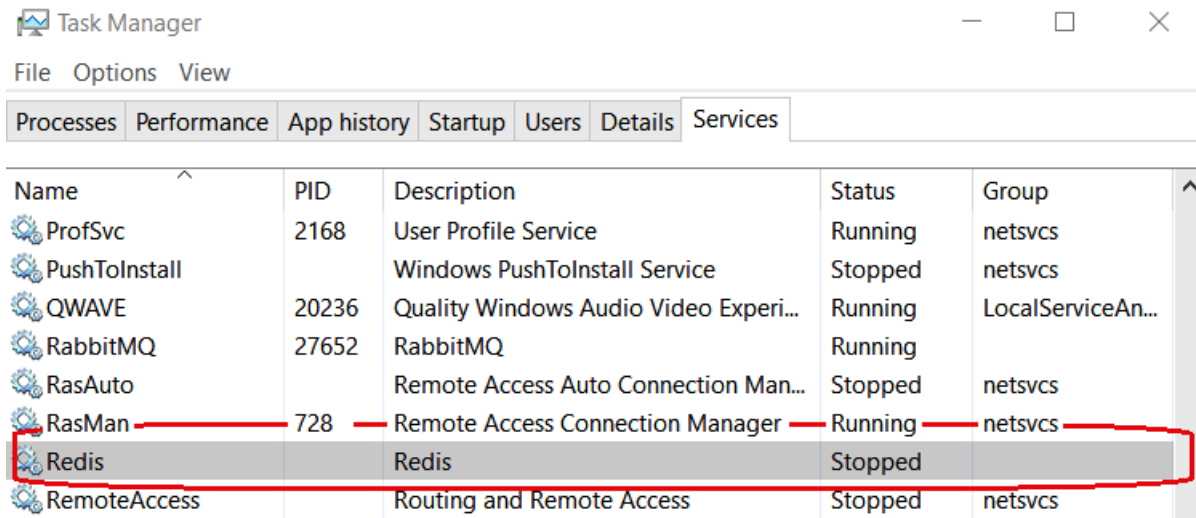 Task Manager
File Options View
Processes Performance App history Startup Users Details Services
Name PID Description Status Group
ProfSvc 2168 User Profile Service Running netsvcs
PushToInstall Windows PushToInstall Service Stopped netsvcs
QWAVE 20236 Quality Windows Audio Video Experi... Running LocalServiceAn...
RabbitMQ 27652 RabbitMQ Running
RasAuto Remote Access Auto Connection Man... Stopped netsvcs
RasMan 728 Remote Access Connection Manager Running netsvcs
Redis Redis Stopped
RemoteAccess Routing and Remote Access Stopped netsvcs